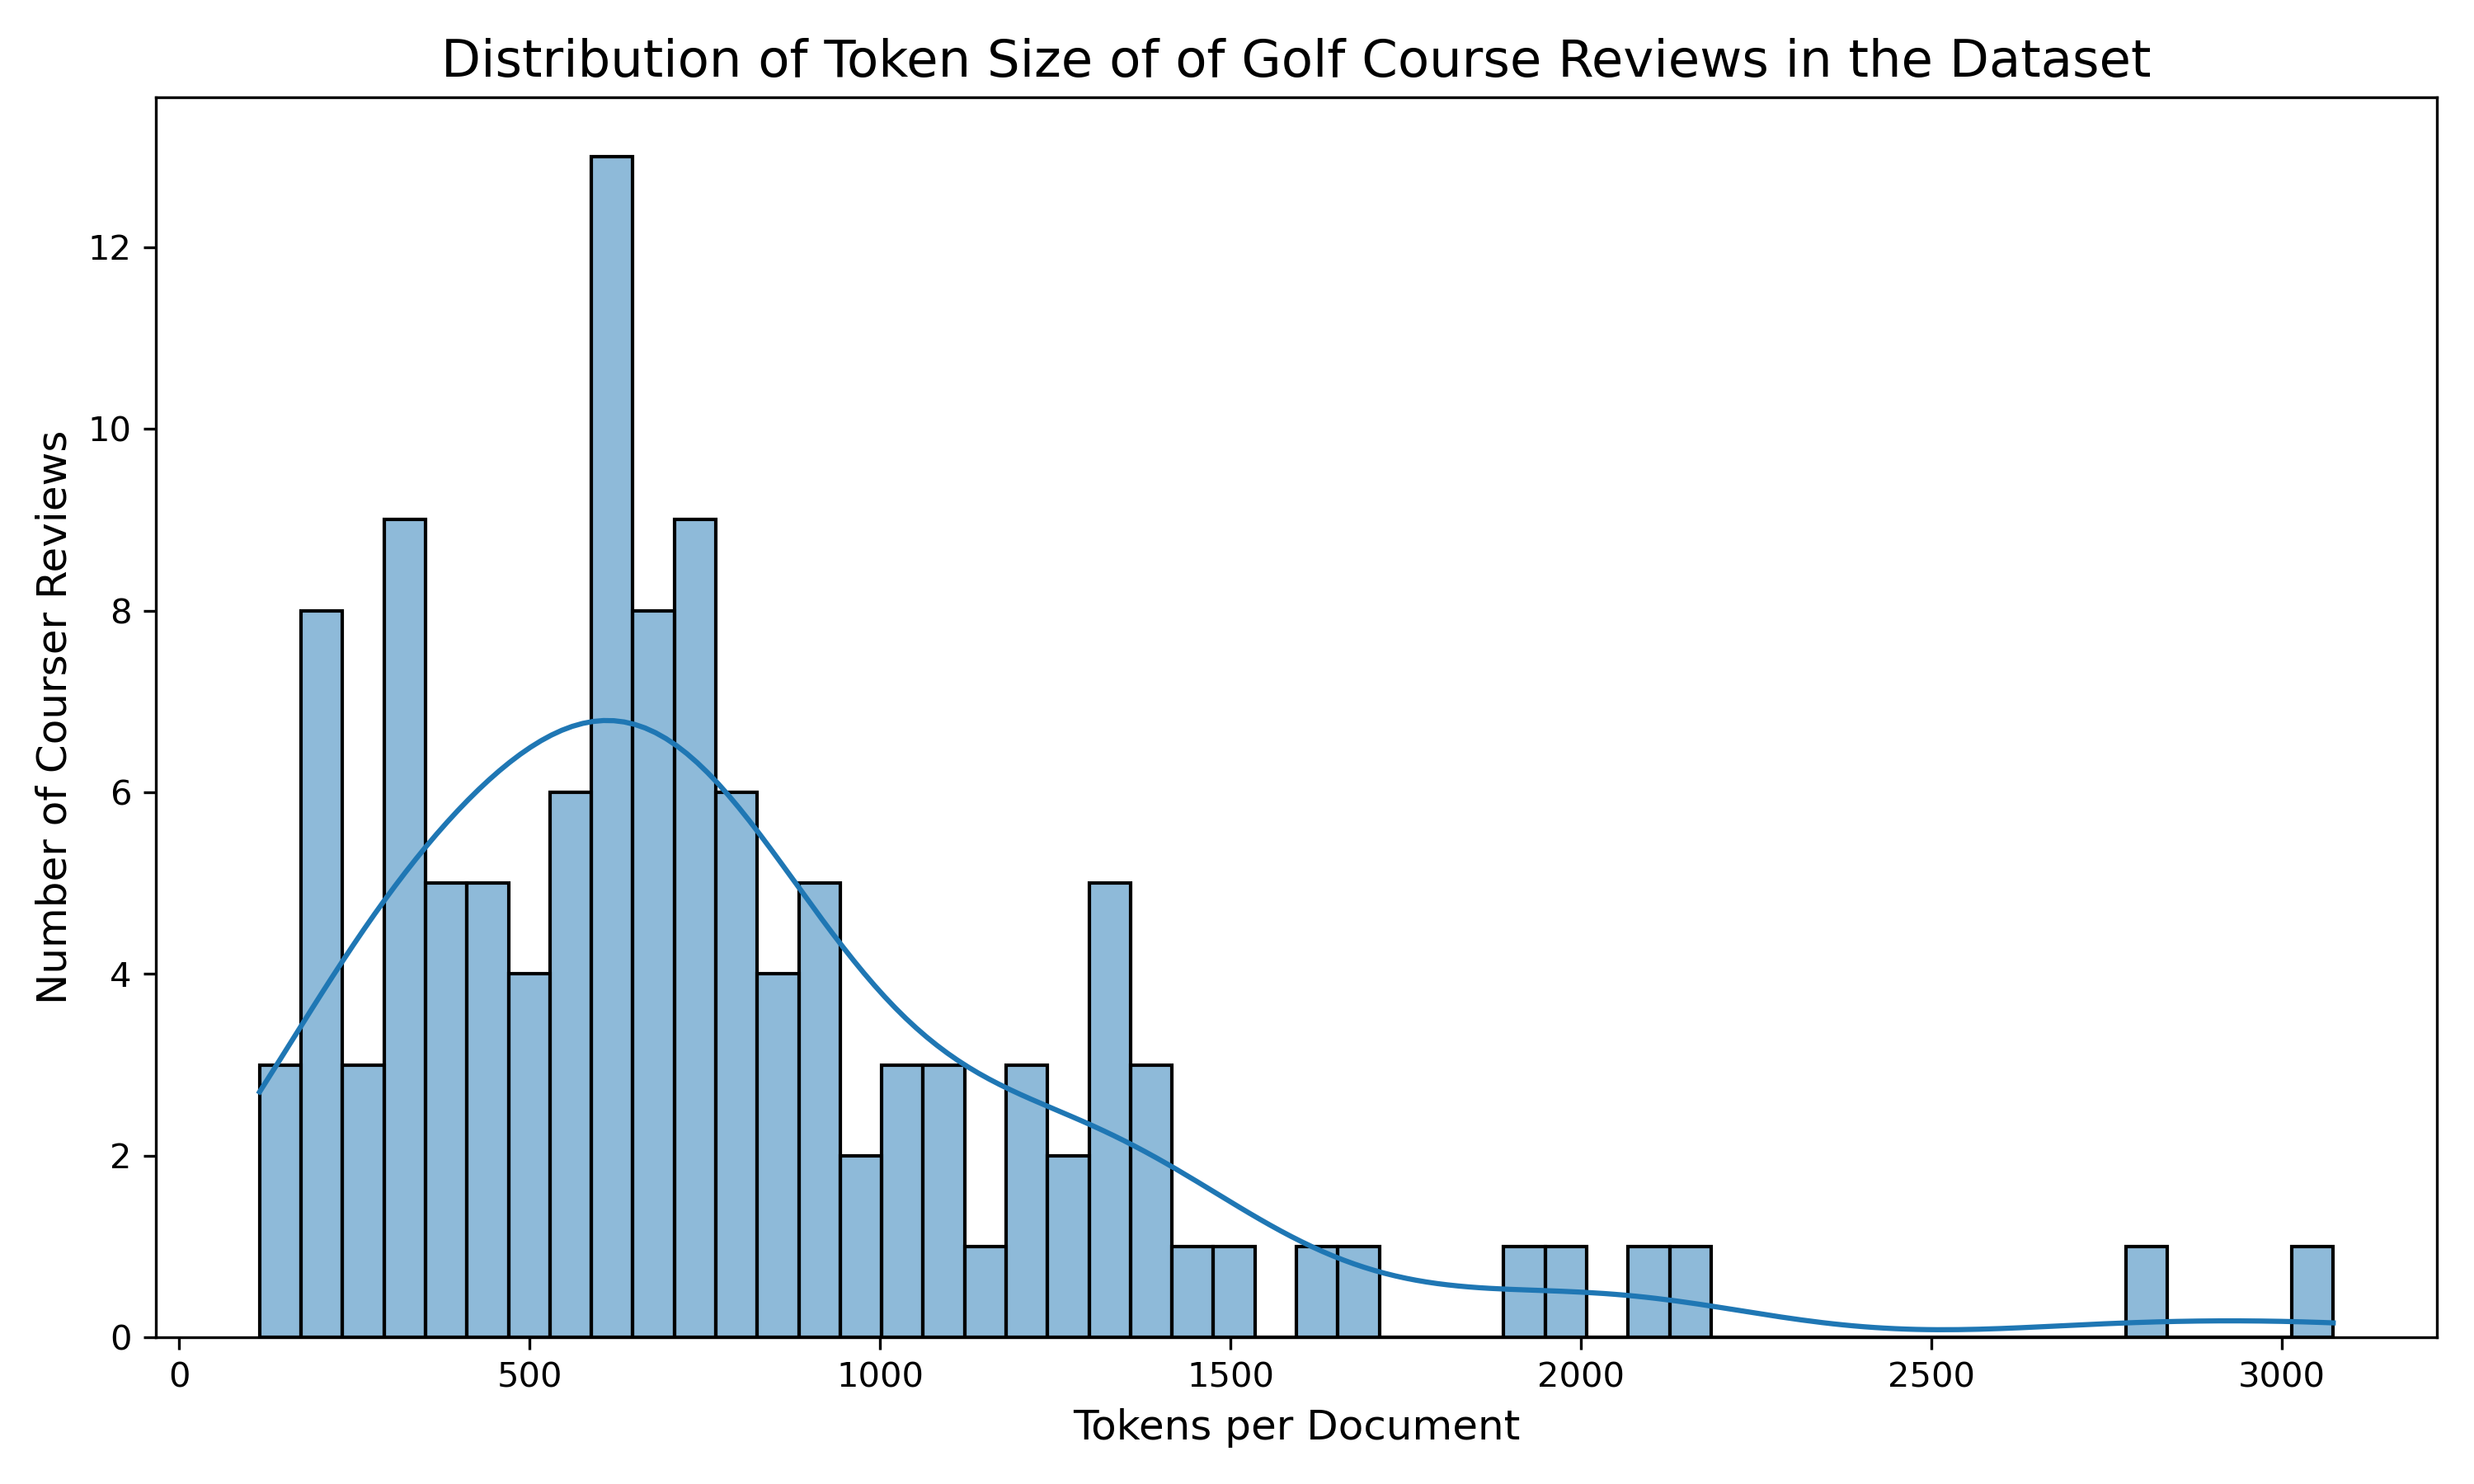 Distribution of Token Size of of Golf Course Reviews in the Dataset
Number of Courser Reviews
12
10
8
6
4
2
0
0 500 1000 1500 2000 2500 3000
Tokens per Document